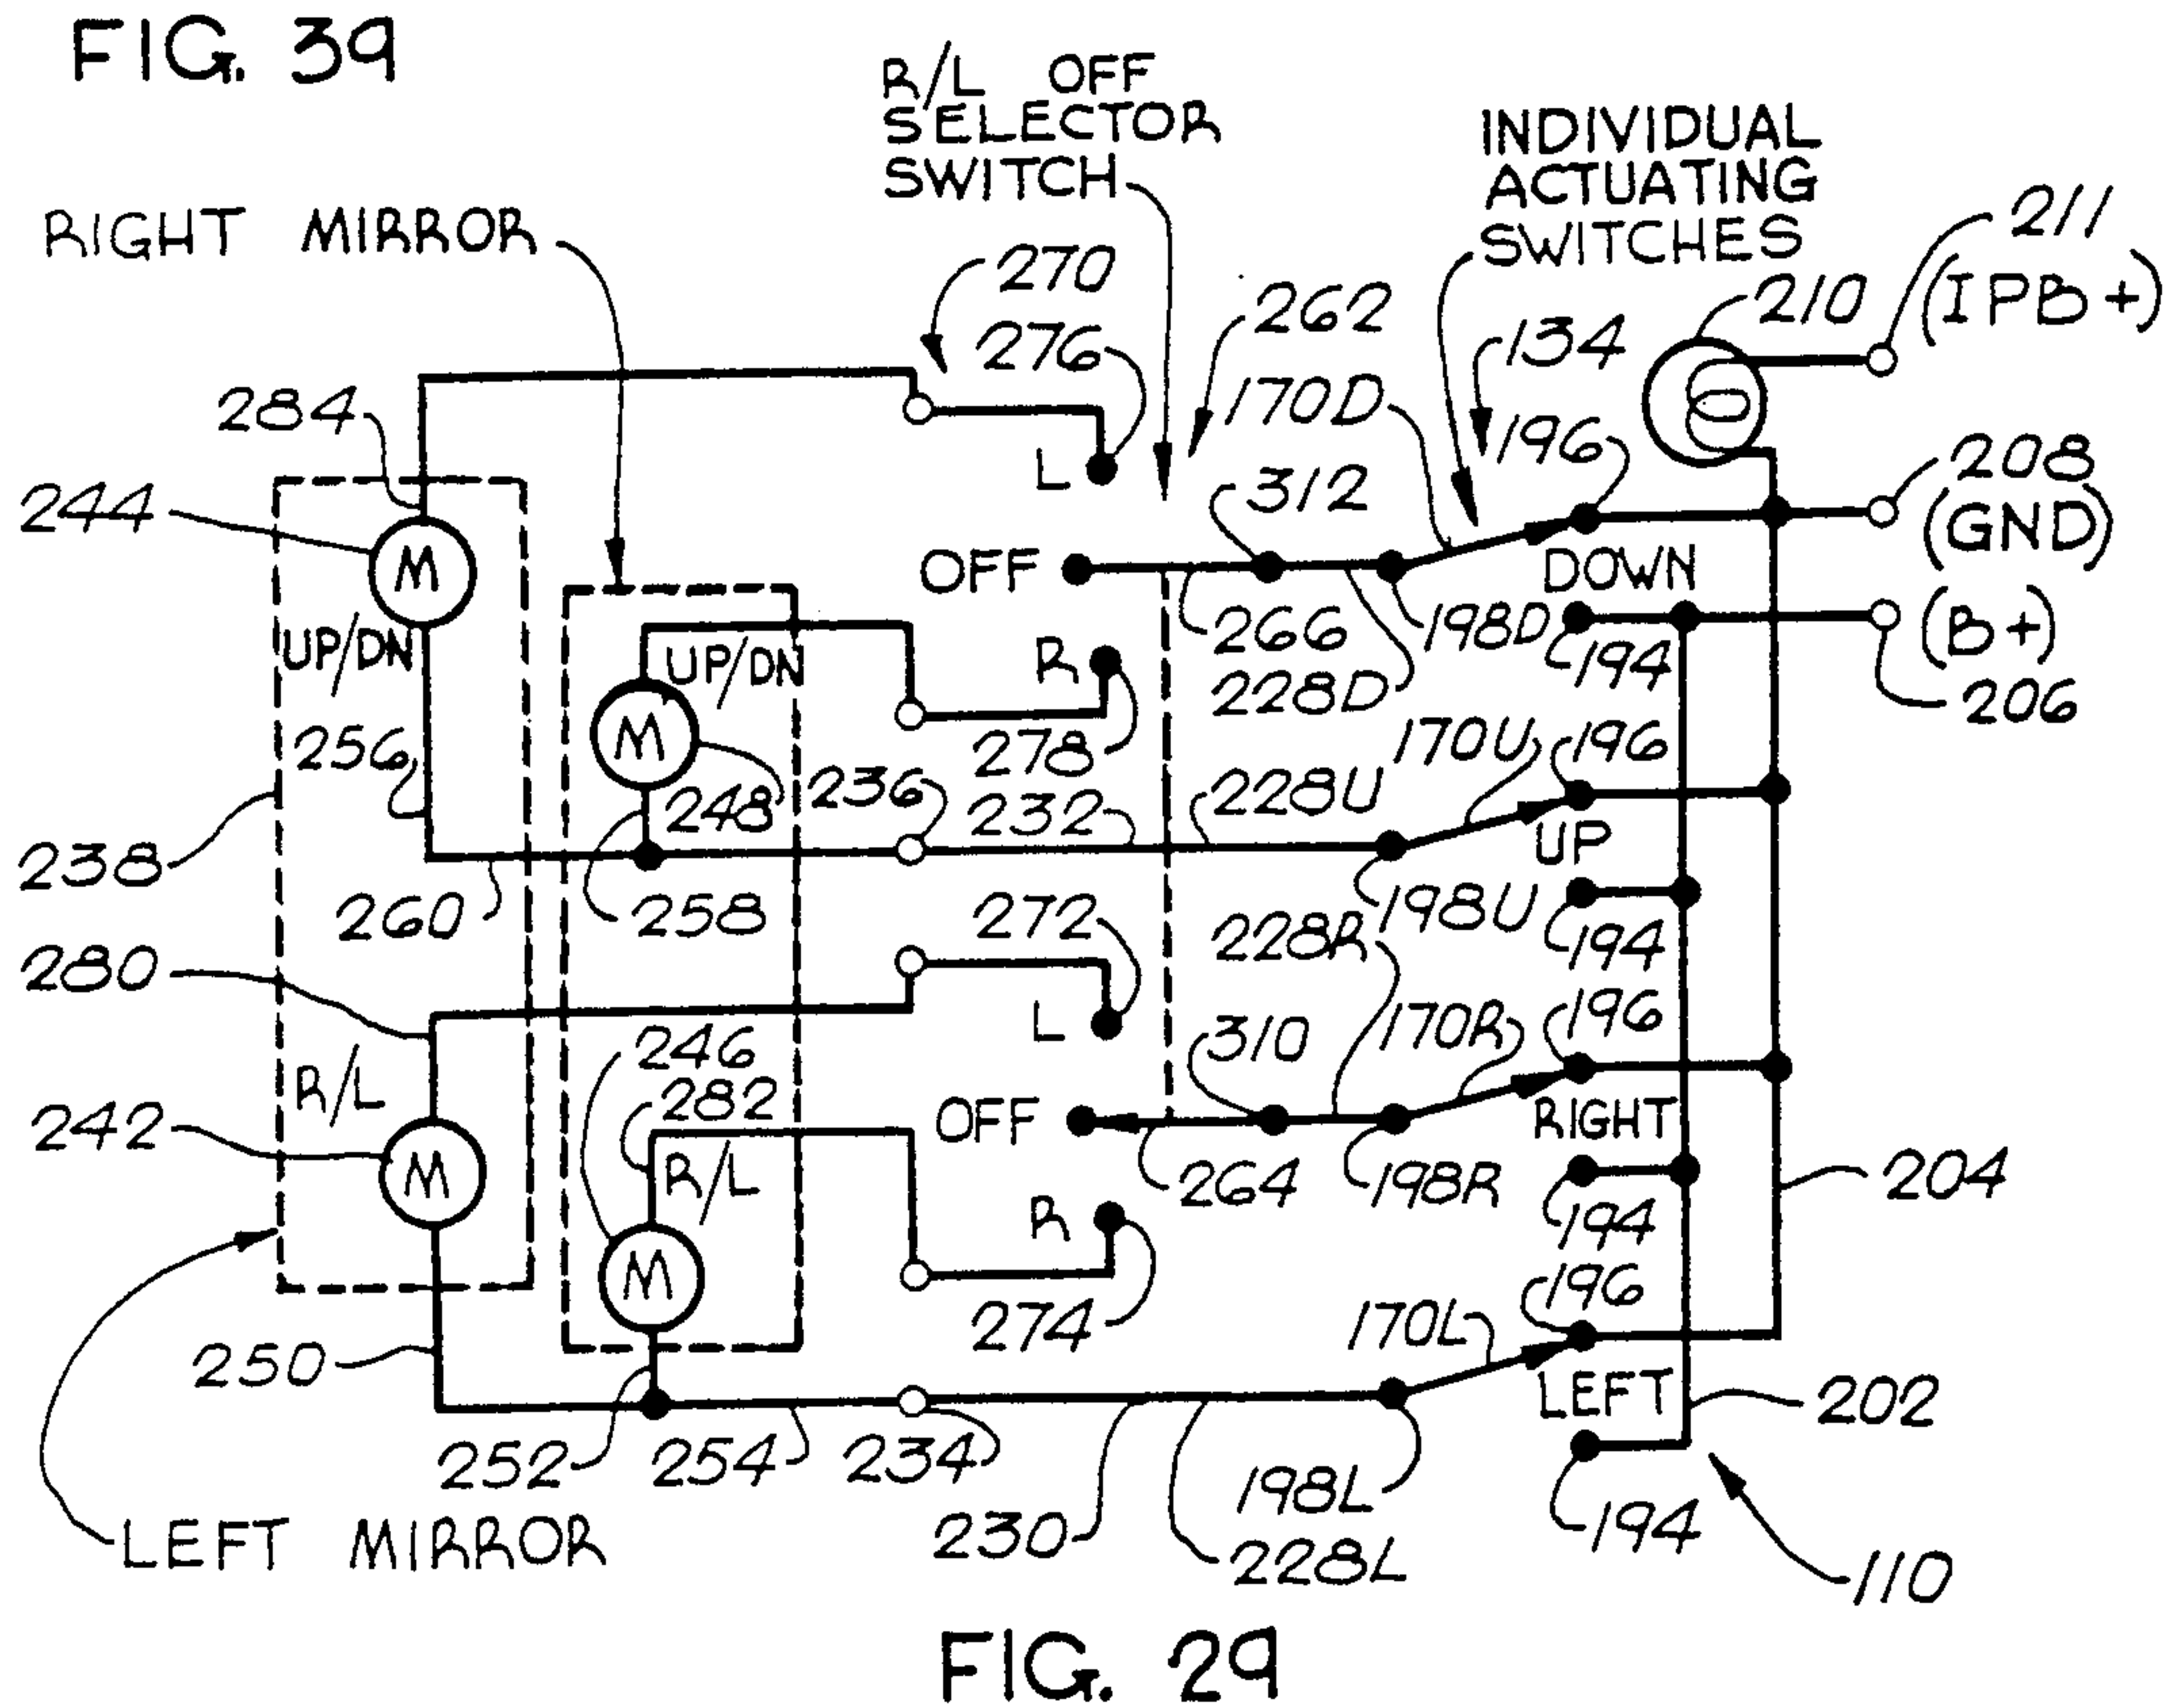 FIG. 39
R/L OFF
SELECTOR
SWITCH
INDIVIDUAL
ACTUATING
SWITCHES
RIGHT MIRROR
270
276
262
134
170D
196
210
211
(IPB+)
284
L
312
208
(GND)
244
M
OFF
DOWN
UP/DN
UP/DN
R
266
198D
194
(B+)
228D
206
M
256
278
170U
196
248
236
232
228U
UP
238
260
258
272
228R
198U
194
280
L
310
170R
196
246
R/L
282
OFF
RIGHT
242
M
R/L
264
198R
204
R
194
M
274
196
250
170L
LEFT
202
252
254
234
198L
LEFT MIRROR
230
228L
194
110
FIG. 29